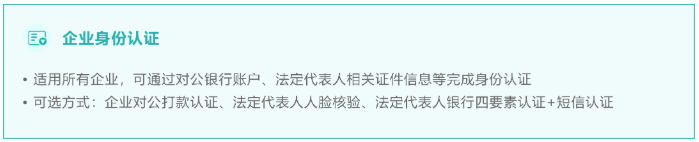 企业身份认证
• 适用所有企业，可通过对公银行账户、法定代表人相关证件信息等完成身份认证
• 可选方式：企业对公打款认证、法定代表人人脸核验、法定代表人银行四要素认证+短信认证